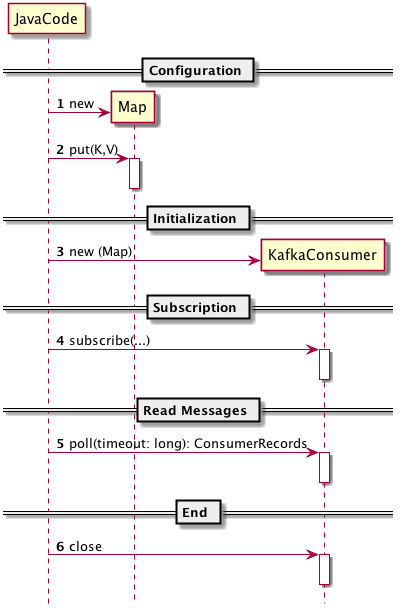 JavaCode
Configuration
1 new
Map
2 put(K,V)
Initialization
3 new (Map)
KafkaConsumer
Subscription
4 subscribe(...)
Read Messages
5 poll(timeout: long): ConsumerRecords
End
6 close